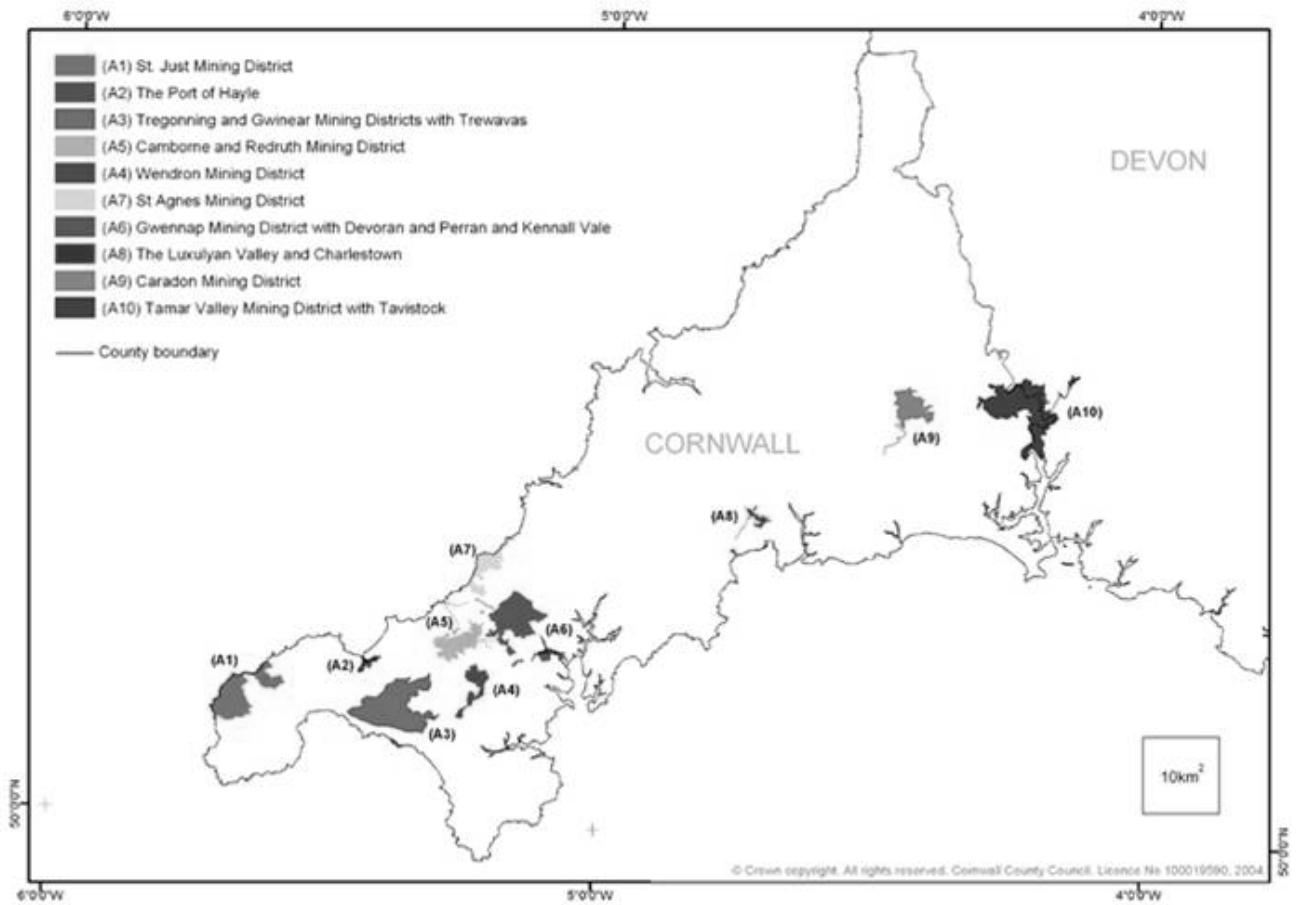 6°0'0"W 5°0'0"W 4°0'0"W
(A1) St. Just Mining District
(A2) The Port of Hayle
(A3) Tregonning and Gwinear Mining Districts with Trewavas
(A5) Camborne and Redruth Mining District
(A4) Wendron Mining District
(A7) St Agnes Mining District
(A6) Gwennap Mining District with Devoran and Perran and Kennall Vale
(A8) The Luxulyan Valley and Charlestown
(A9) Caradon Mining District
(A10) Tamar Valley Mining District with Tavistock
County boundary
DEVON
CORNWALL
(A10)
(A9)
(A8)
(A7)
(A5)
(A6)
(A1)
(A2)
(A4)
(A3)
10km²
50°0'0"N
50°0'0"N
© Crown copyright. All rights reserved. Cornwall County Council. Licence No 100019590, 2004
6°0'0"W 5°0'0"W 4°0'0"W